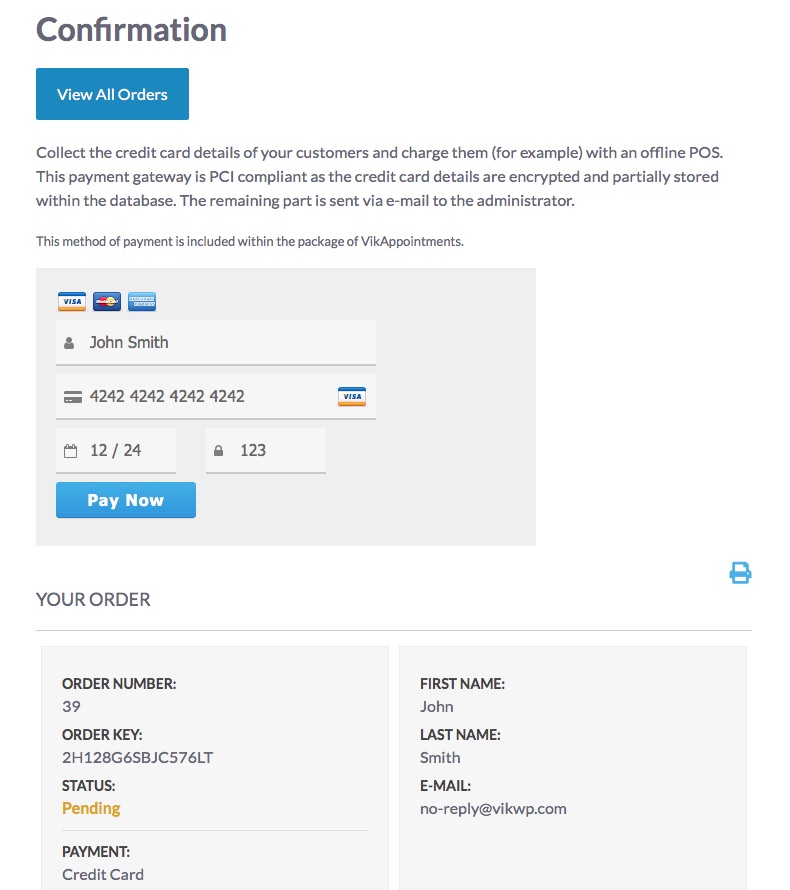 Confirmation
View All Orders
Collect the credit card details of your customers and charge them (for example) with an offline POS.
This payment gateway is PCI compliant as the credit card details are encrypted and partially stored
within the database. The remaining part is sent via e-mail to the administrator.
This method of payment is included within the package of VikAppointments.
VISA
John Smith
4242 4242 4242 4242 VISA
12 / 24 123
Pay Now
YOUR ORDER
ORDER NUMBER:
39
ORDER KEY:
2H128G6SBJC576LT
STATUS:
Pending
PAYMENT:
Credit Card
FIRST NAME:
John
LAST NAME:
Smith
E-MAIL:
no-reply@vikwp.com